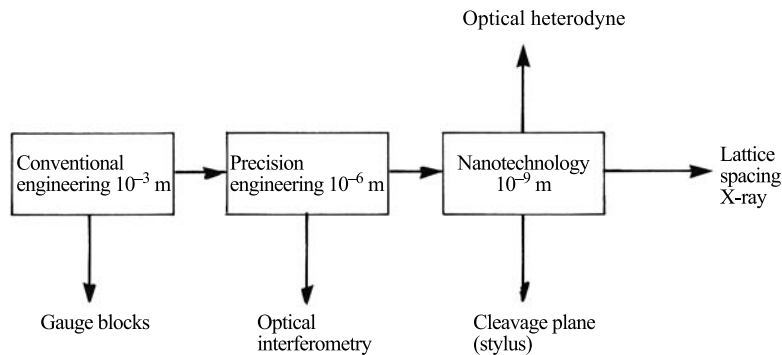 Optical heterodyne
Conventional
engineering 10⁻³ m
Precision
engineering 10⁻⁶ m
Nanotechnology
10⁻⁹ m
Lattice
spacing
X-ray
Gauge blocks
Optical
interferometry
Cleavage plane
(stylus)